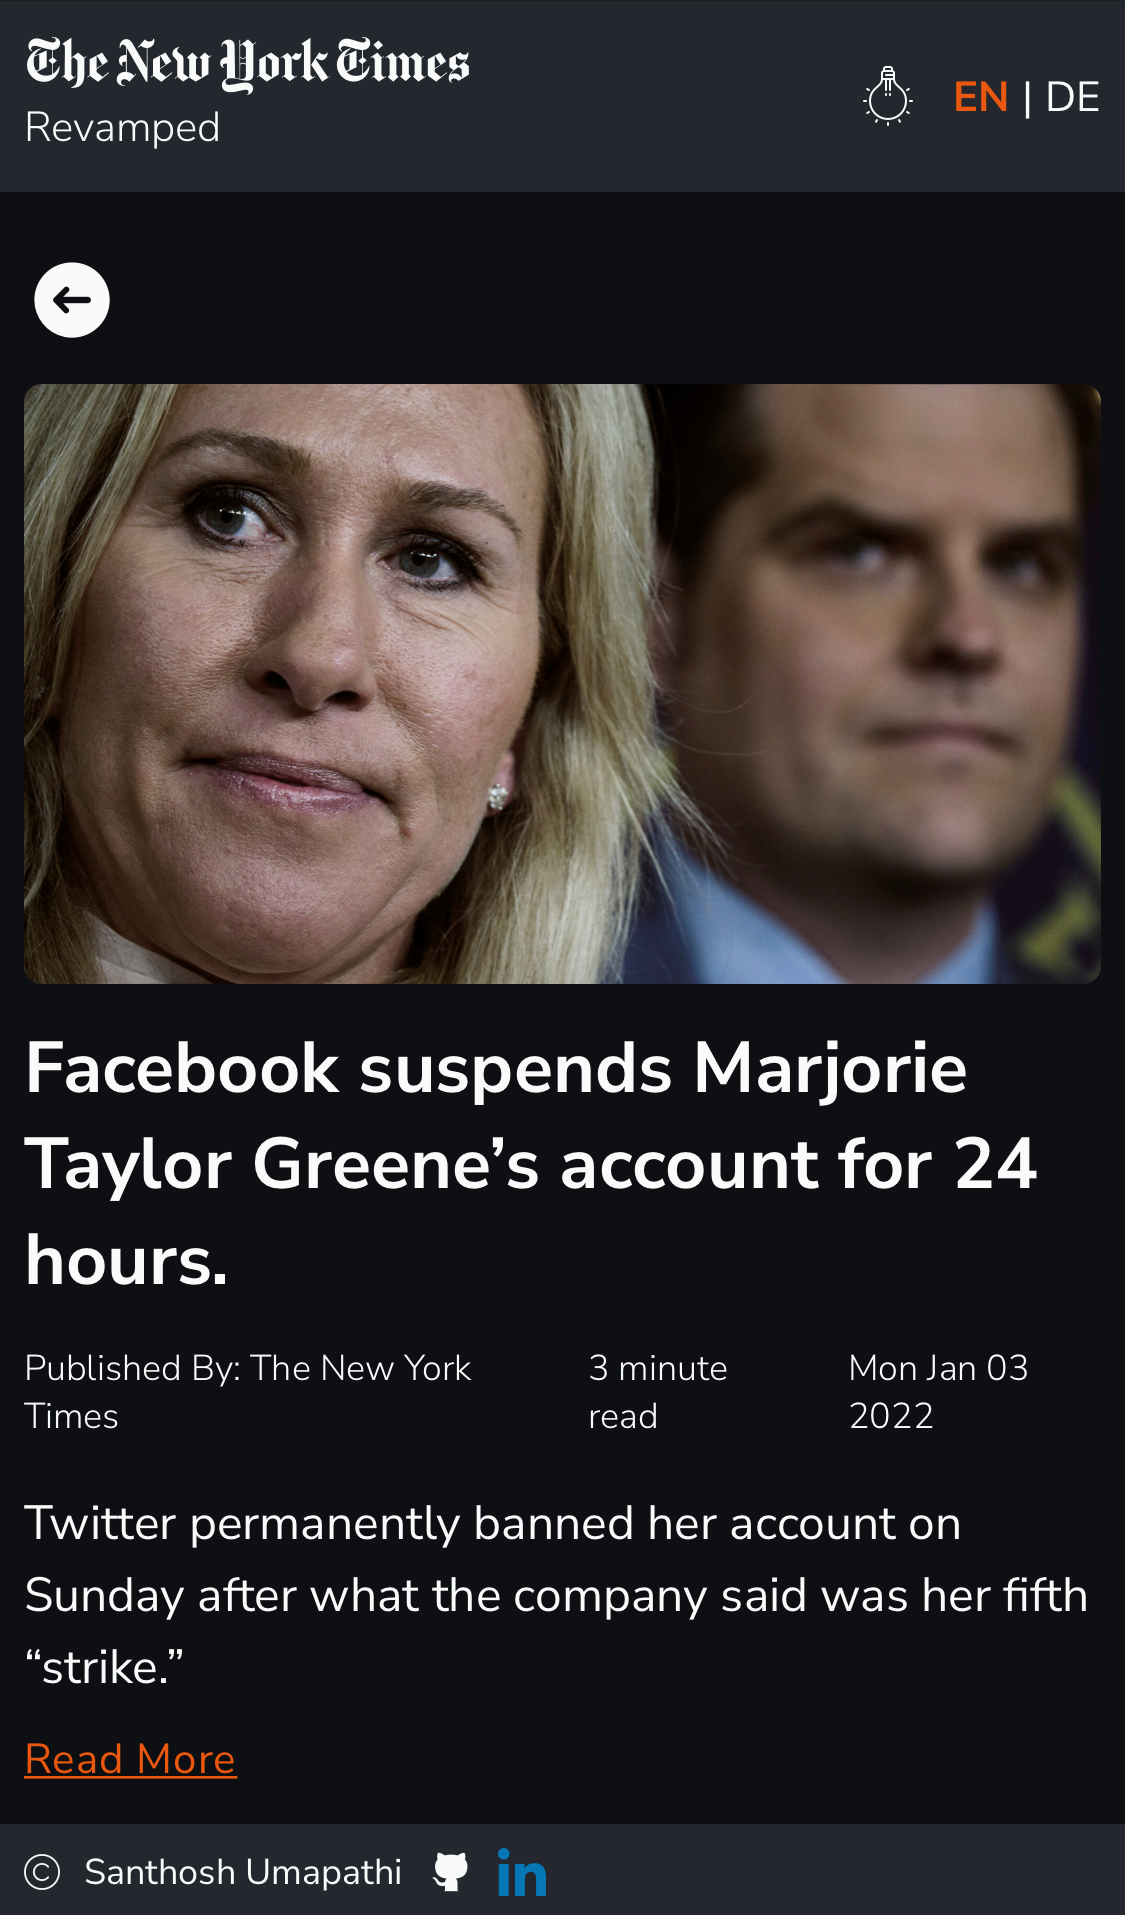 The New York Times
Revamped
EN | DE
Facebook suspends Marjorie
Taylor Greene’s account for 24
hours.
Published By: The New York
Times
3 minute
read
Mon Jan 03
2022
Twitter permanently banned her account on
Sunday after what the company said was her fifth
“strike.”
Read More
© Santhosh Umapathi in